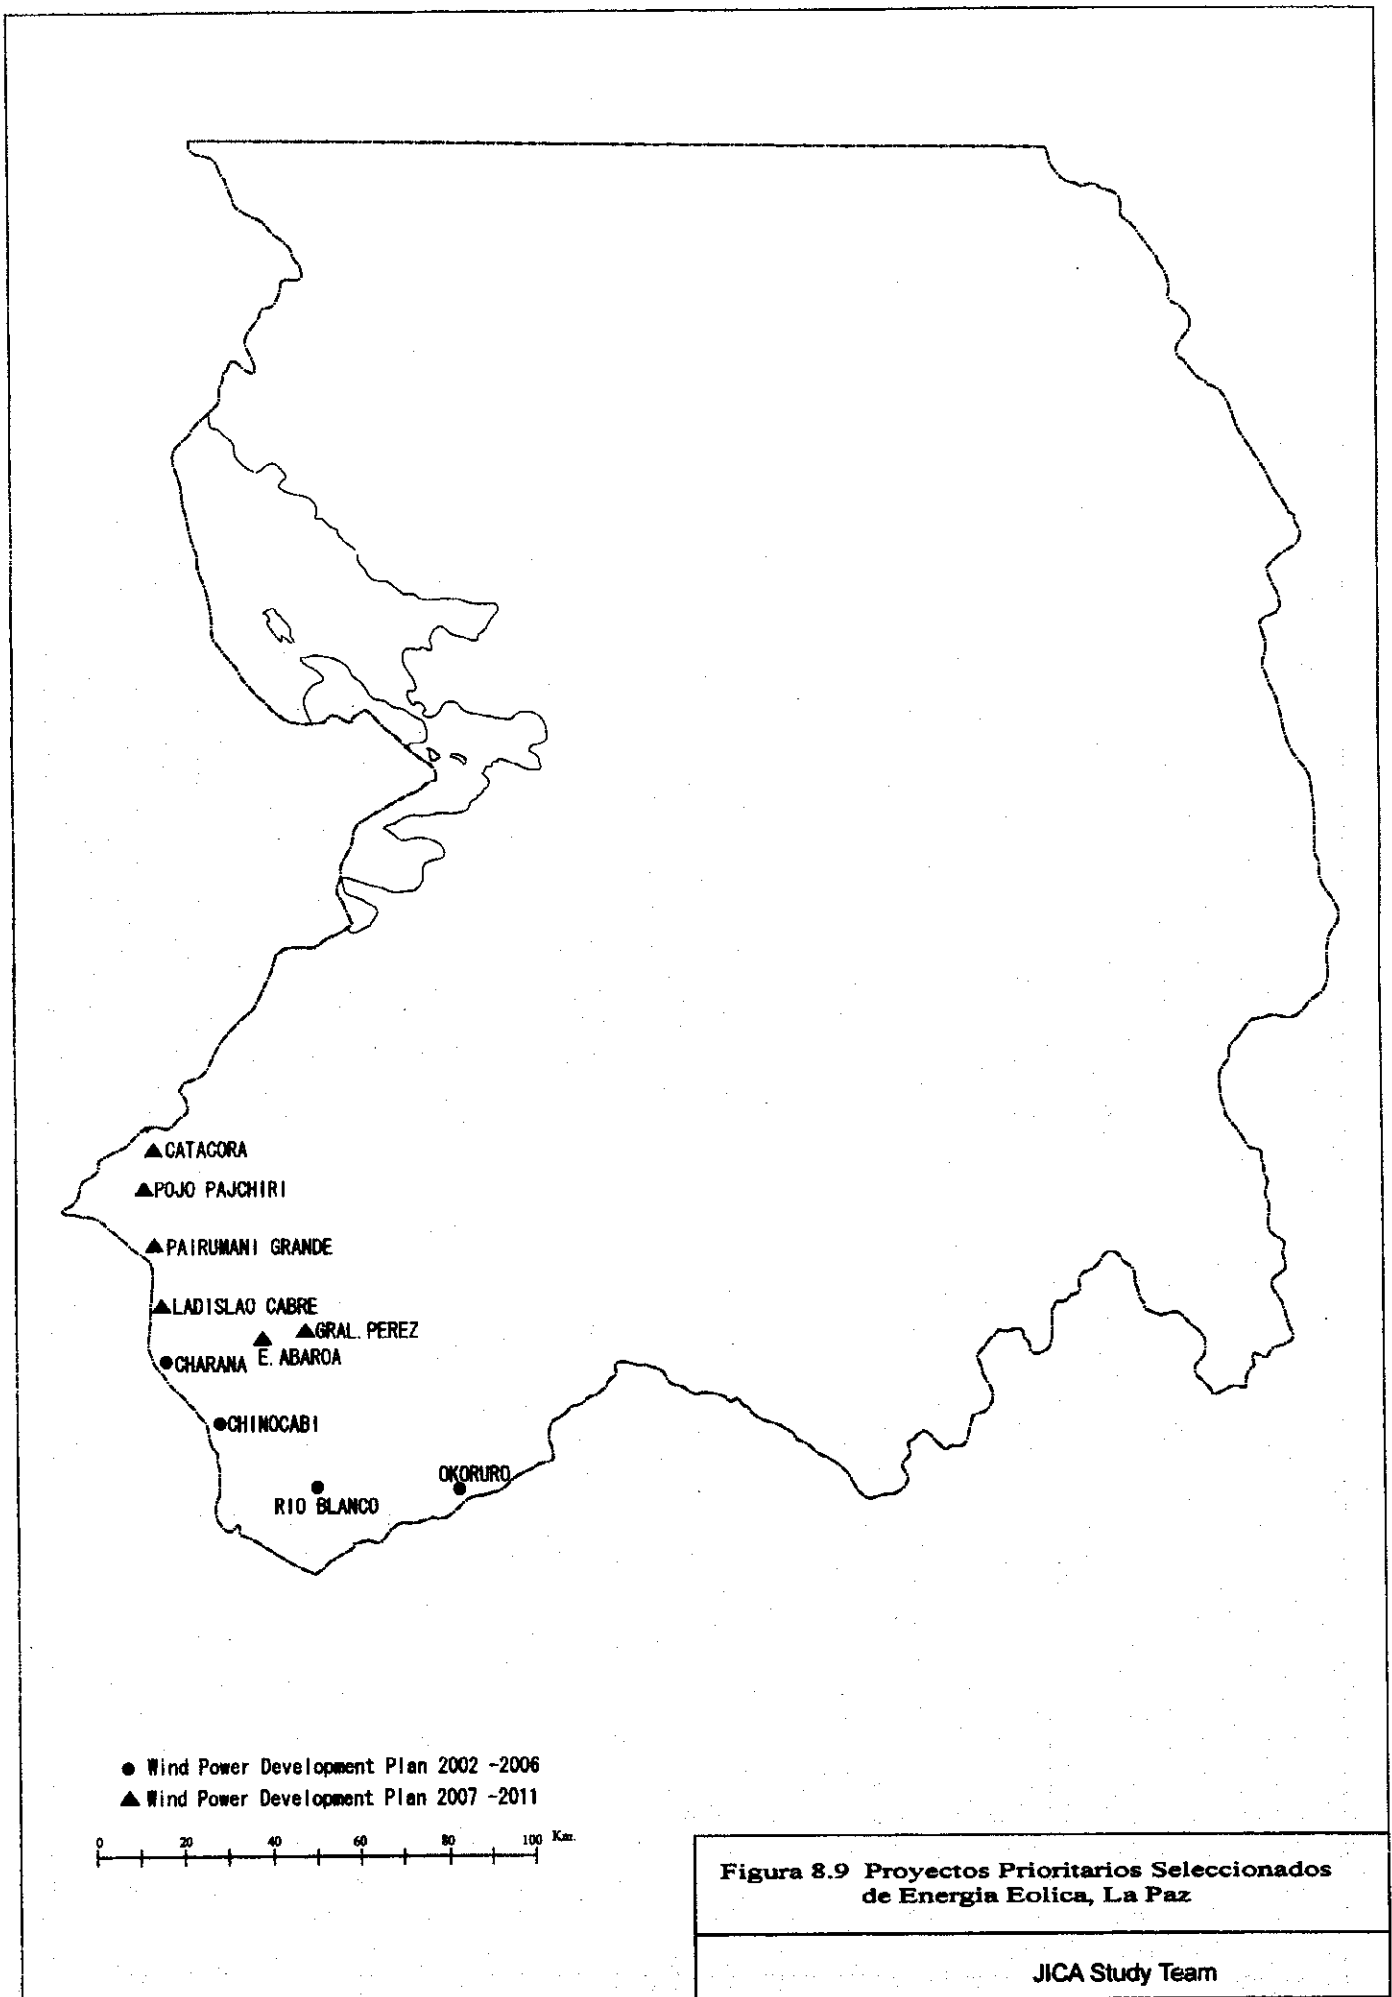 ▲CATACORA
▲POJO PAJCHIRI
▲PAIRUMANI GRANDE
▲LADISLAO CABRE
▲GRAL. PEREZ
▲
E. ABAROA
●CHARANA
●CHINOCABI
OKORURO
RIO BLANCO
● Wind Power Development Plan 2002 -2006
▲ Wind Power Development Plan 2007 -2011
0 20 40 60 80 100 Km.
Figura 8.9 Proyectos Prioritarios Seleccionados
de Energia Eolica, La Paz
JICA Study Team